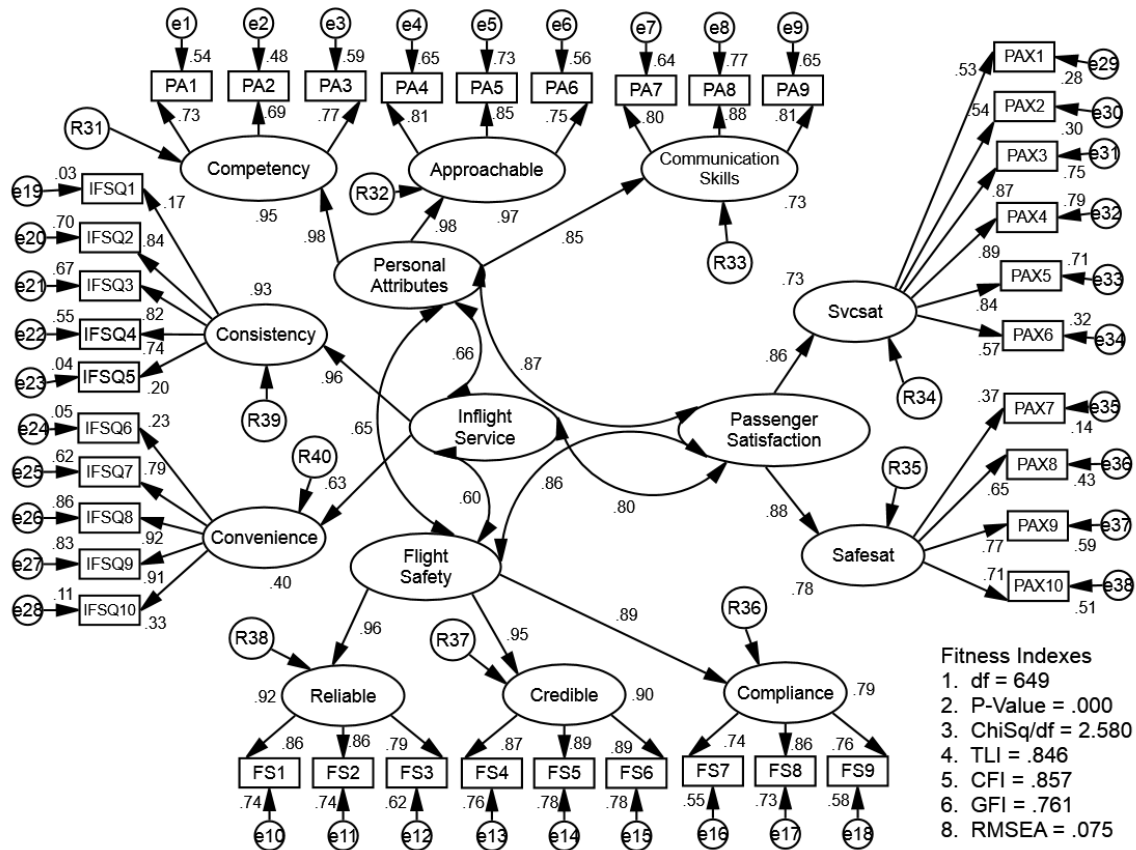 e1 e2 e3 e4 e5 e6 e7 e8 e9
.54 .48 .59 .65 .73 .56 .64 .77 .65
PA1 PA2 PA3 PA4 PA5 PA6 PA7 PA8 PA9
.73 .69 .77 .81 .85 .75 .80 .88 .81
R31
Competency
.95
R32
Approachable
.97
Communication
Skills
.73
R33
.98
.98
.85
Personal
Attributes
e19 .03 IFSQ1 .17
e20 .70 IFSQ2 .84
e21 .67 IFSQ3 .82
e22 .55 IFSQ4 .74
e23 .04 IFSQ5 .20
.93
Consistency
R39
.96
e24 .05 IFSQ6 .23
e25 .62 IFSQ7 .79
e26 .86 IFSQ8 .92
e27 .83 IFSQ9 .91
e28 .11 IFSQ10 .33
R40
.63
Convenience
.40
Inflight
Service
.66
.65
.60
.87
.86
.80
Passenger
Satisfaction
.86
.88
.73
Svcsat
R34
.53 PAX1 e29
.28
.54 PAX2 e30
.30
.87 PAX3 e31
.75
.89 PAX4 .79 e32
.84 PAX5 .71 e33
.57 PAX6 .32 e34
R35
Safesat
.78
.37 PAX7 e35
.14
.65 PAX8 e36
.43
.77 PAX9 e37
.59
.71 PAX10 e38
.51
Flight
Safety
.96
.95
.89
R38
.92
Reliable
R37
Credible
.90
R36
Compliance
.79
.86 .86 .79 .87 .89 .89 .74 .86 .76
FS1 FS2 FS3 FS4 FS5 FS6 FS7 FS8 FS9
.74 .74 .62 .76 .78 .78 .55 .73 .58
e10 e11 e12 e13 e14 e15 e16 e17 e18
Fitness Indexes
1. df = 649
2. P-Value = .000
3. ChiSq/df = 2.580
4. TLI = .846
5. CFI = .857
6. GFI = .761
8. RMSEA = .075